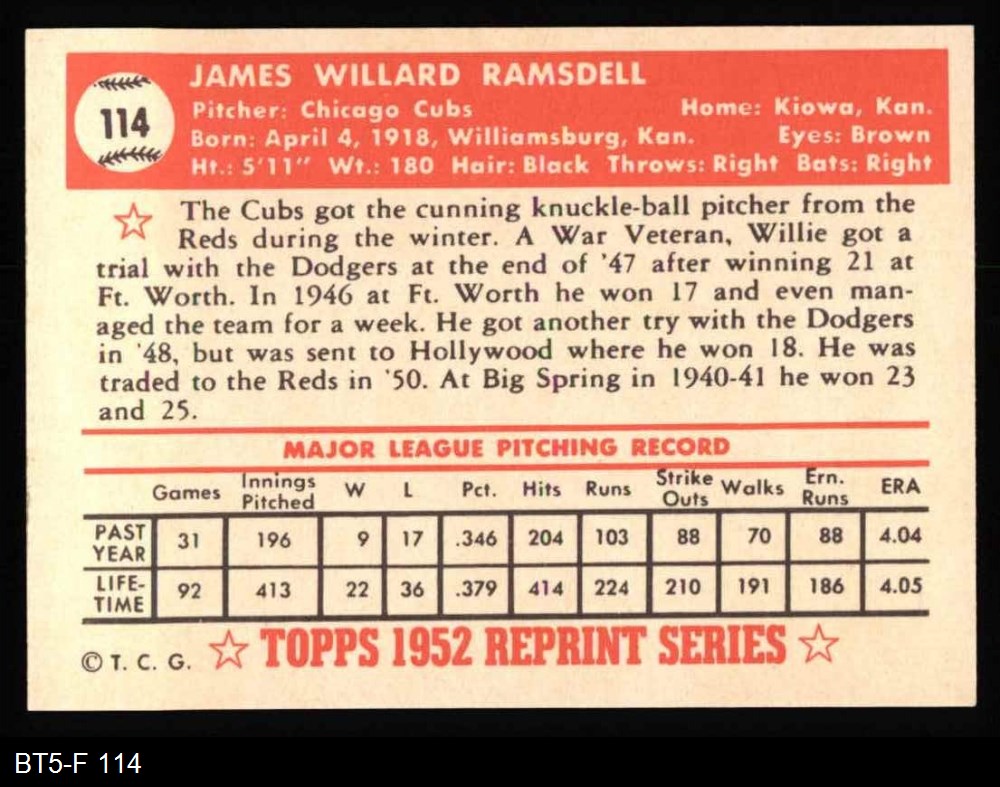 114
JAMES WILLARD RAMSDELL
Pitcher: Chicago Cubs Home: Kiowa, Kan.
Born: April 4, 1918, Williamsburg, Kan. Eyes: Brown
Ht.: 5'11" Wt.: 180 Hair: Black Throws: Right Bats: Right
The Cubs got the cunning knuckle-ball pitcher from the
Reds during the winter. A War Veteran, Willie got a
trial with the Dodgers at the end of '47 after winning 21 at
Ft. Worth. In 1946 at Ft. Worth he won 17 and even man-
aged the team for a week. He got another try with the Dodgers
in '48, but was sent to Hollywood where he won 18. He was
traded to the Reds in '50. At Big Spring in 1940-41 he won 23
and 25.
MAJOR LEAGUE PITCHING RECORD
Games Innings Pitched W L Pct. Hits Runs Strike Outs Walks Ern. Runs ERA
PAST YEAR 31 196 9 17 .346 204 103 88 70 88 4.04
LIFE-TIME 92 413 22 36 .379 414 224 210 191 186 4.05
© T. C. G. TOPPS 1952 REPRINT SERIES
BT5-F 114